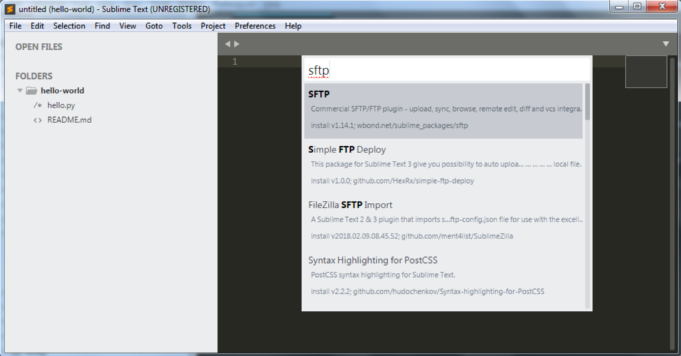 untitled (hello-world) - Sublime Text (UNREGISTERED)
File Edit Selection Find View Goto Tools Project Preferences Help
OPEN FILES
FOLDERS
hello-world
/* hello.py
<> README.md
1
sftp
SFTP
Commercial SFTP/FTP plugin - upload, sync, browse, remote edit, diff and vcs integra..
install v1.14.1; wbond.net/sublime_packages/sftp
Simple FTP Deploy
This package for Sublime Text 3 give you possibility to auto uploa... ... ... ... ... local file..
install v1.0.0; github.com/HexRx/simple-ftp-deploy
FileZilla SFTP Import
A Sublime Text 2 & 3 plugin that imports s...ftp-config.json file for use with the excell..
install v2018.02.09.08.45.52; github.com/ment4list/SublimeZilla
Syntax Highlighting for PostCSS
PostCSS syntax highlighting for Sublime Text.
install v2.2.2; github.com/hudochenkov/Syntax-highlighting-for-PostCSS